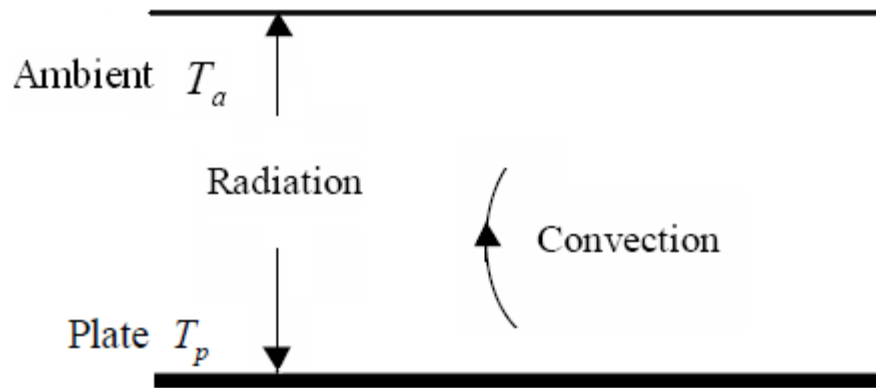 Ambient T_a
Radiation
Convection
Plate T_p